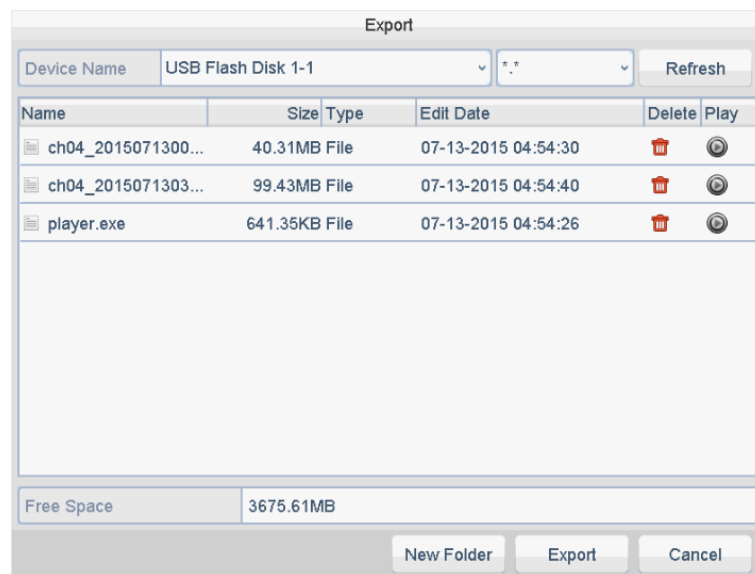 Export
Device Name USB Flash Disk 1-1 *.* Refresh
Name Size Type Edit Date Delete Play
ch04_2015071300... 40.31MB File 07-13-2015 04:54:30
ch04_2015071303... 99.43MB File 07-13-2015 04:54:40
player.exe 641.35KB File 07-13-2015 04:54:26
Free Space 3675.61MB
New Folder Export Cancel